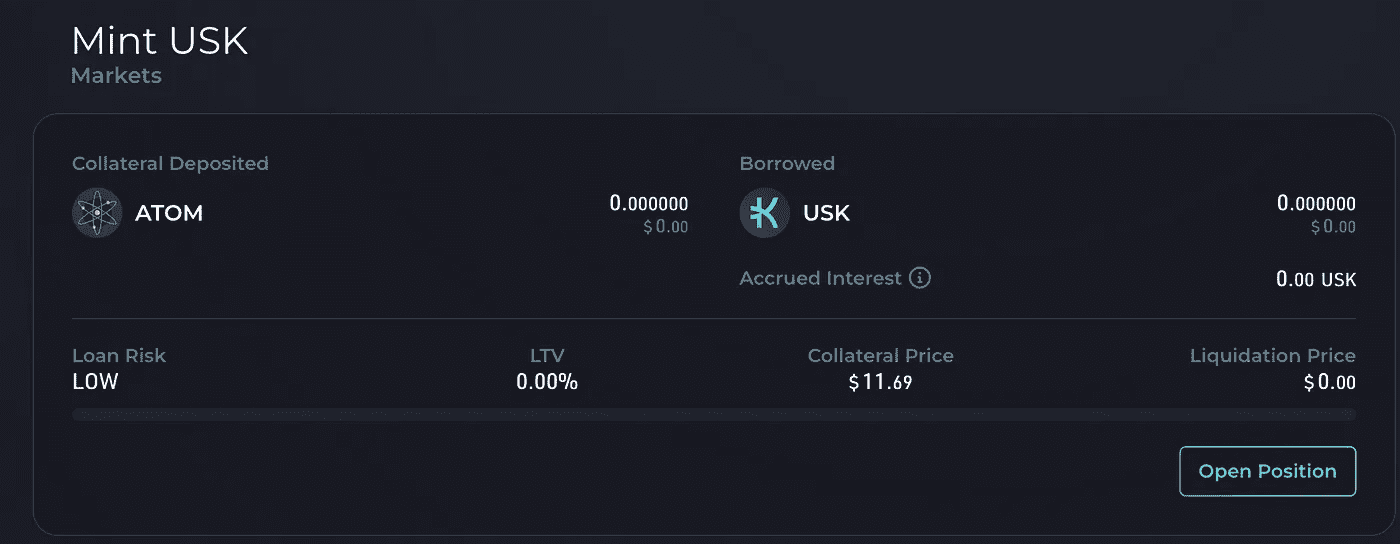 Mint USK
Markets
Collateral Deposited
ATOM
0.000000
$0.00
Borrowed
USK
0.000000
$0.00
Accrued Interest
0.00 USK
Loan Risk
LOW
LTV
0.00%
Collateral Price
$11.69
Liquidation Price
$0.00
Open Position